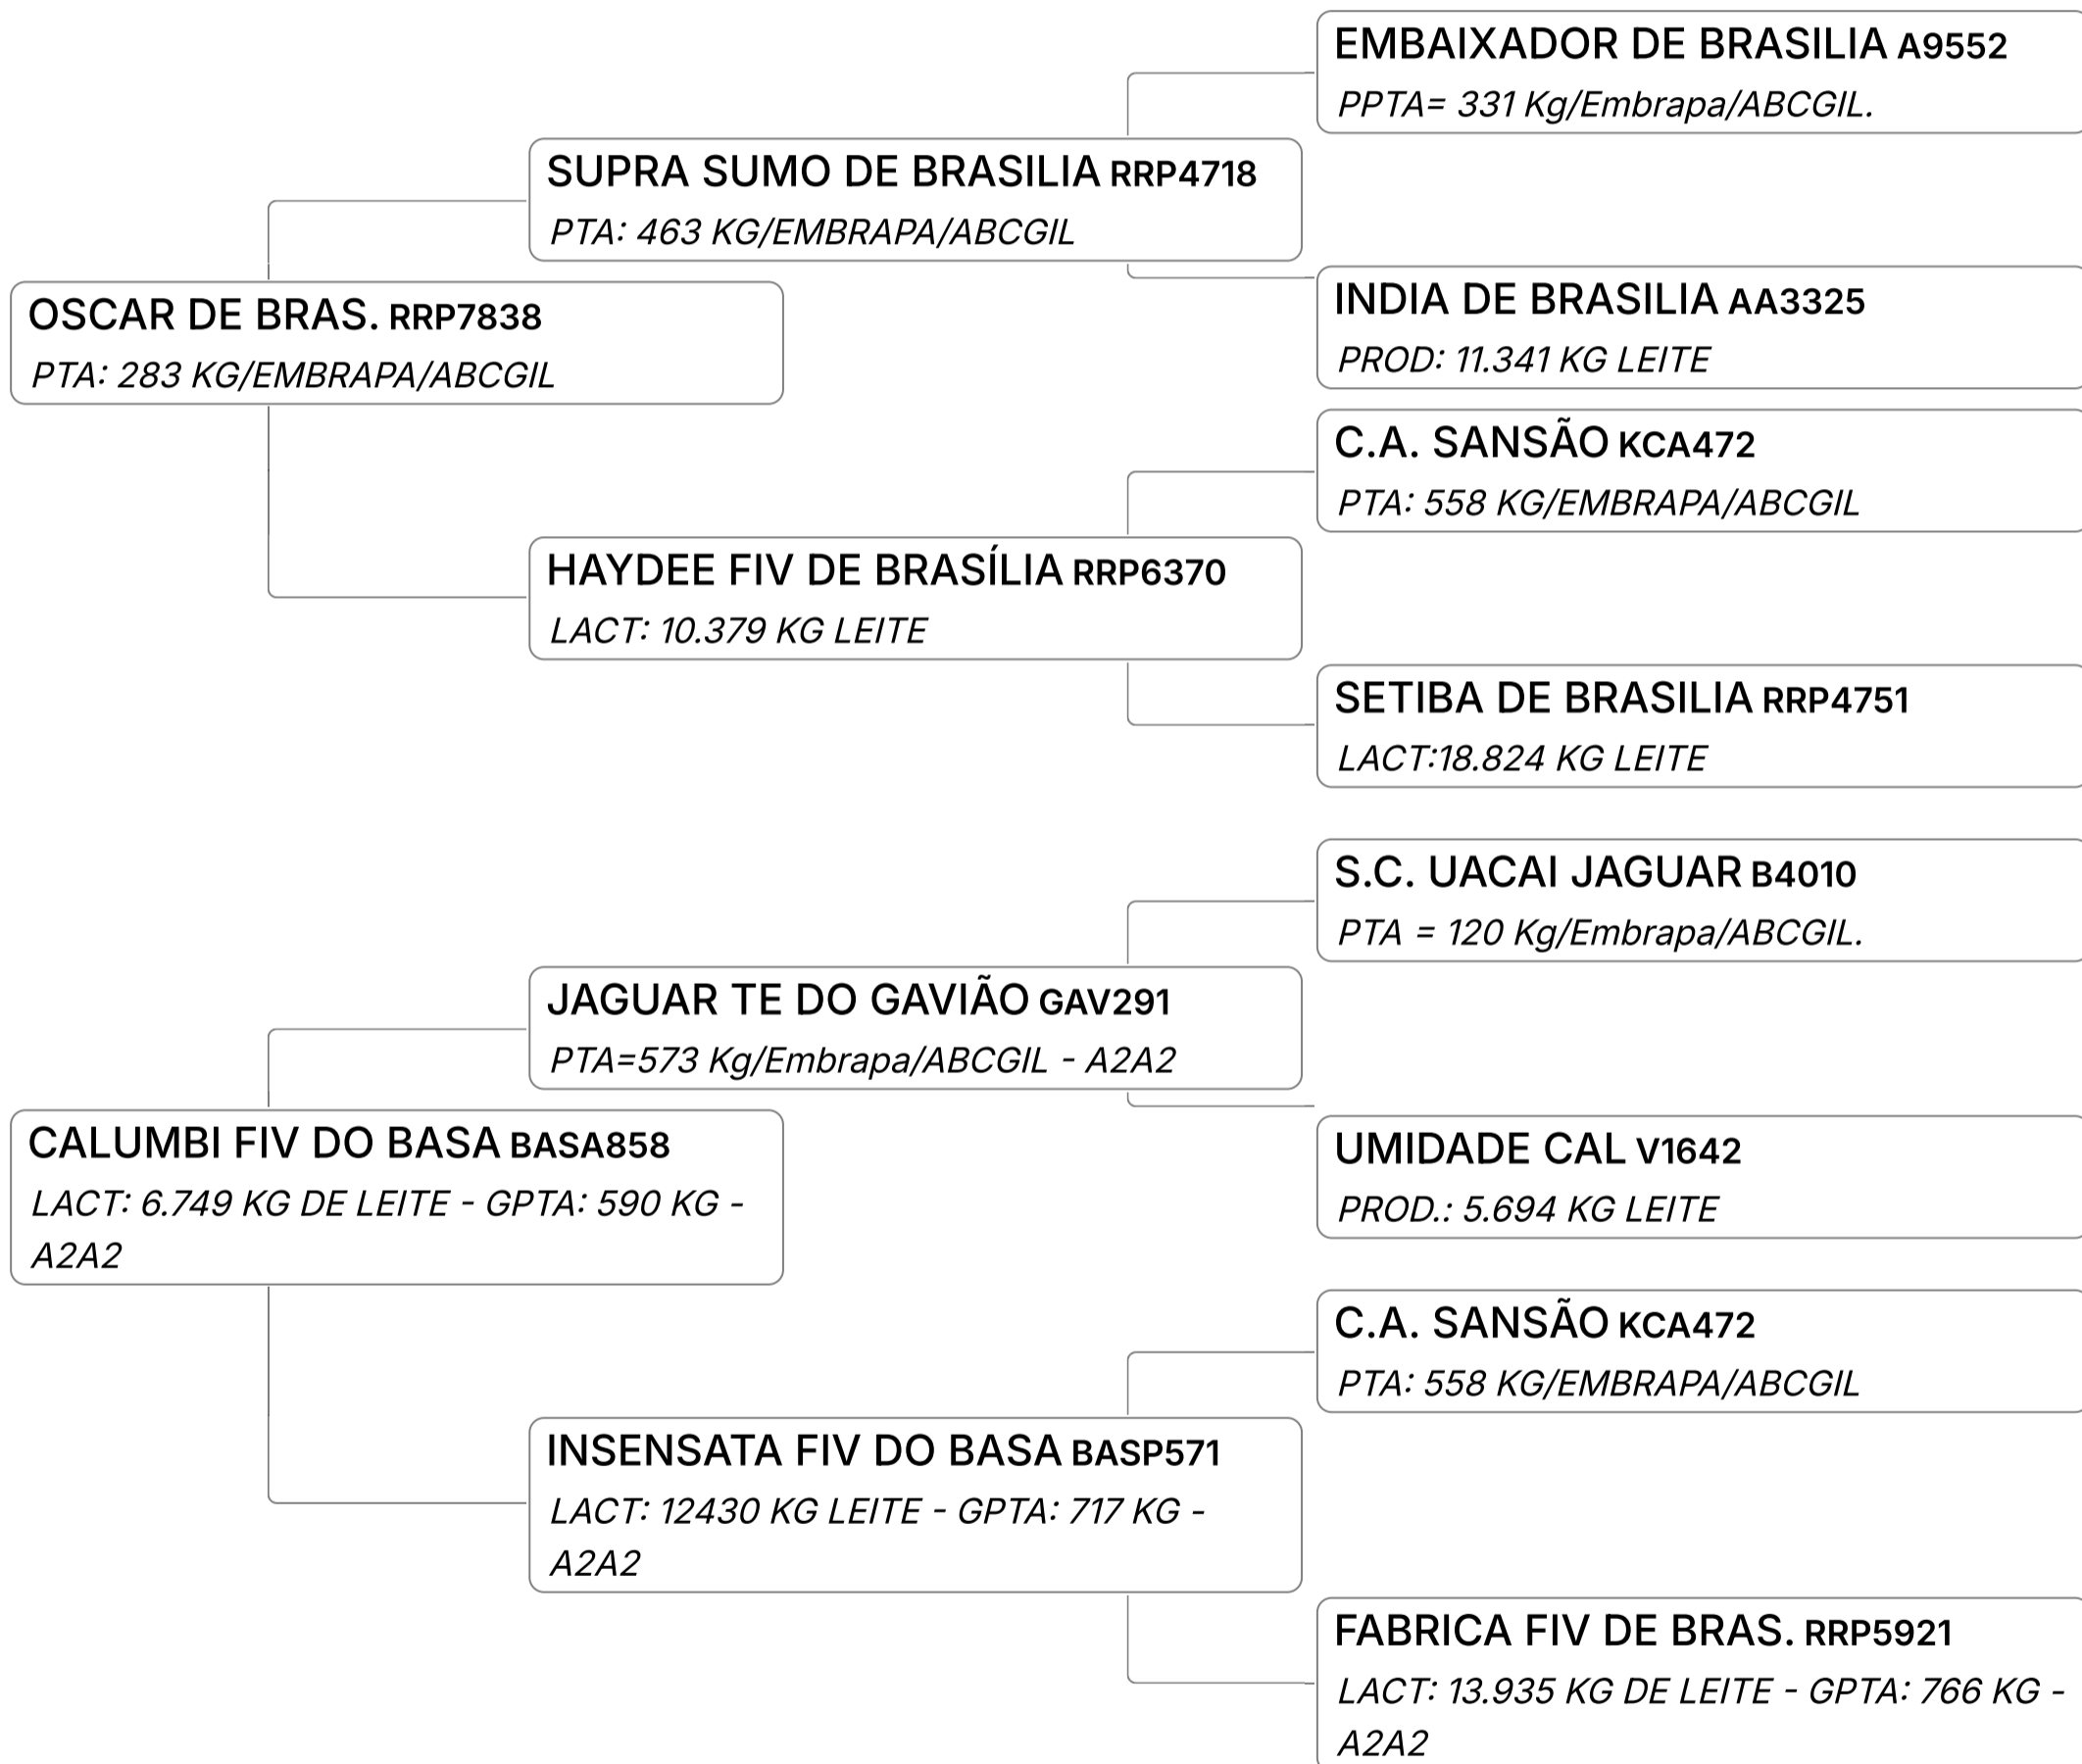 EMBAIXADOR DE BRASILIA A9552
PPTA= 331 Kg/Embrapa/ABCGIL.
SUPRA SUMO DE BRASILIA RRP4718
PTA: 463 KG/EMBRAPA/ABCGIL
INDIA DE BRASILIA AA3325
PROD: 11.341 KG LEITE
OSCAR DE BRAS. RRP7838
PTA: 283 KG/EMBRAPA/ABCGIL
C.A. SANSÃO KCA472
PTA: 558 KG/EMBRAPA/ABCGIL
HAYDEE FIV DE BRASÍLIA RRP6370
LACT: 10.379 KG LEITE
SETIBA DE BRASILIA RRP4751
LACT:18.824 KG LEITE
S.C. UACAI JAGUAR B4010
PTA = 120 Kg/Embrapa/ABCGIL.
JAGUAR TE DO GAVIÃO GAV291
PTA=573 Kg/Embrapa/ABCGIL - A2A2
UMIDADE CAL V1642
PROD.: 5.694 KG LEITE
CALUMBI FIV DO BASA BASA858
LACT: 6.749 KG DE LEITE - GPTA: 590 KG -
A2A2
C.A. SANSÃO KCA472
PTA: 558 KG/EMBRAPA/ABCGIL
INSENSATA FIV DO BASA BASP571
LACT: 12430 KG LEITE - GPTA: 717 KG -
A2A2
FABRICA FIV DE BRAS. RRP5921
LACT: 13.935 KG DE LEITE - GPTA: 766 KG -
A2A2